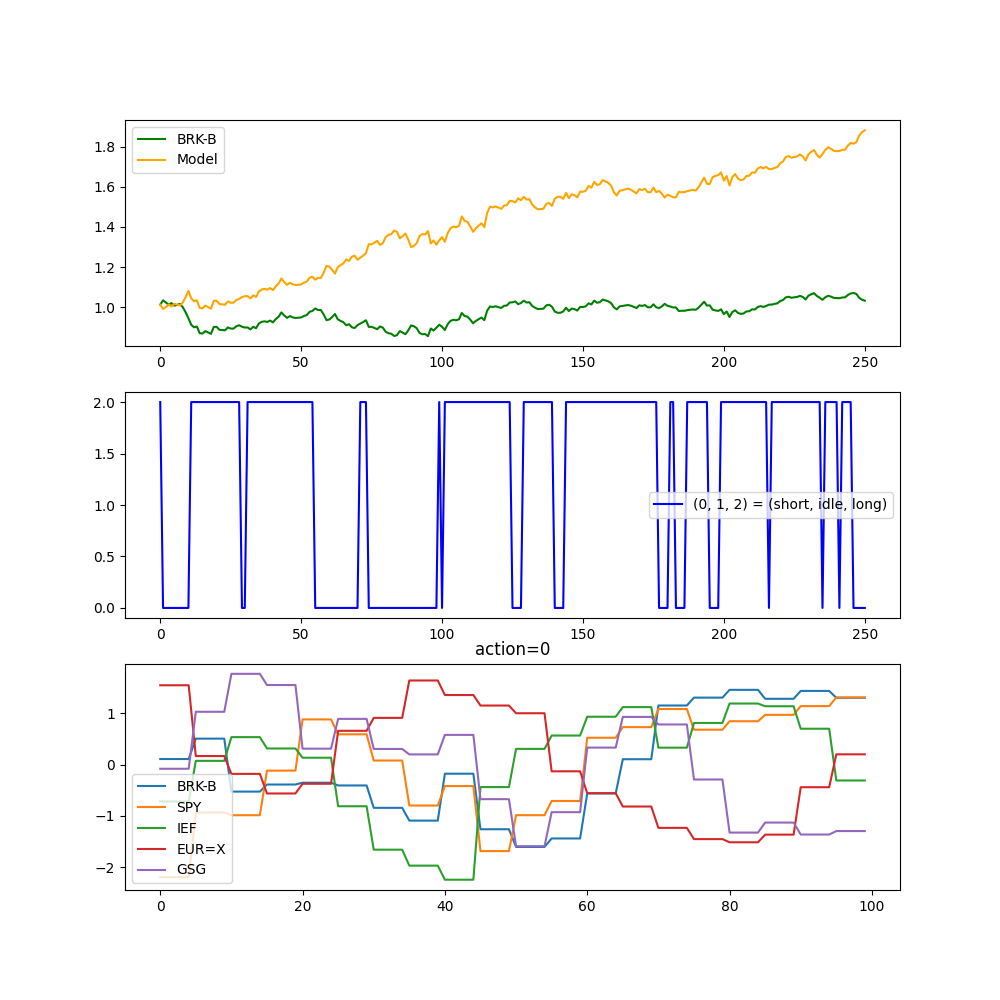 BRK-B
Model
1.8
1.6
1.4
1.2
1.0
0 50 100 150 200 250
2.0
1.5
1.0
0.5
0.0
(0, 1, 2) = (short, idle, long)
0 50 100 150 200 250
action=0
1
0
−1
−2
BRK-B
SPY
IEF
EUR=X
GSG
0 20 40 60 80 100